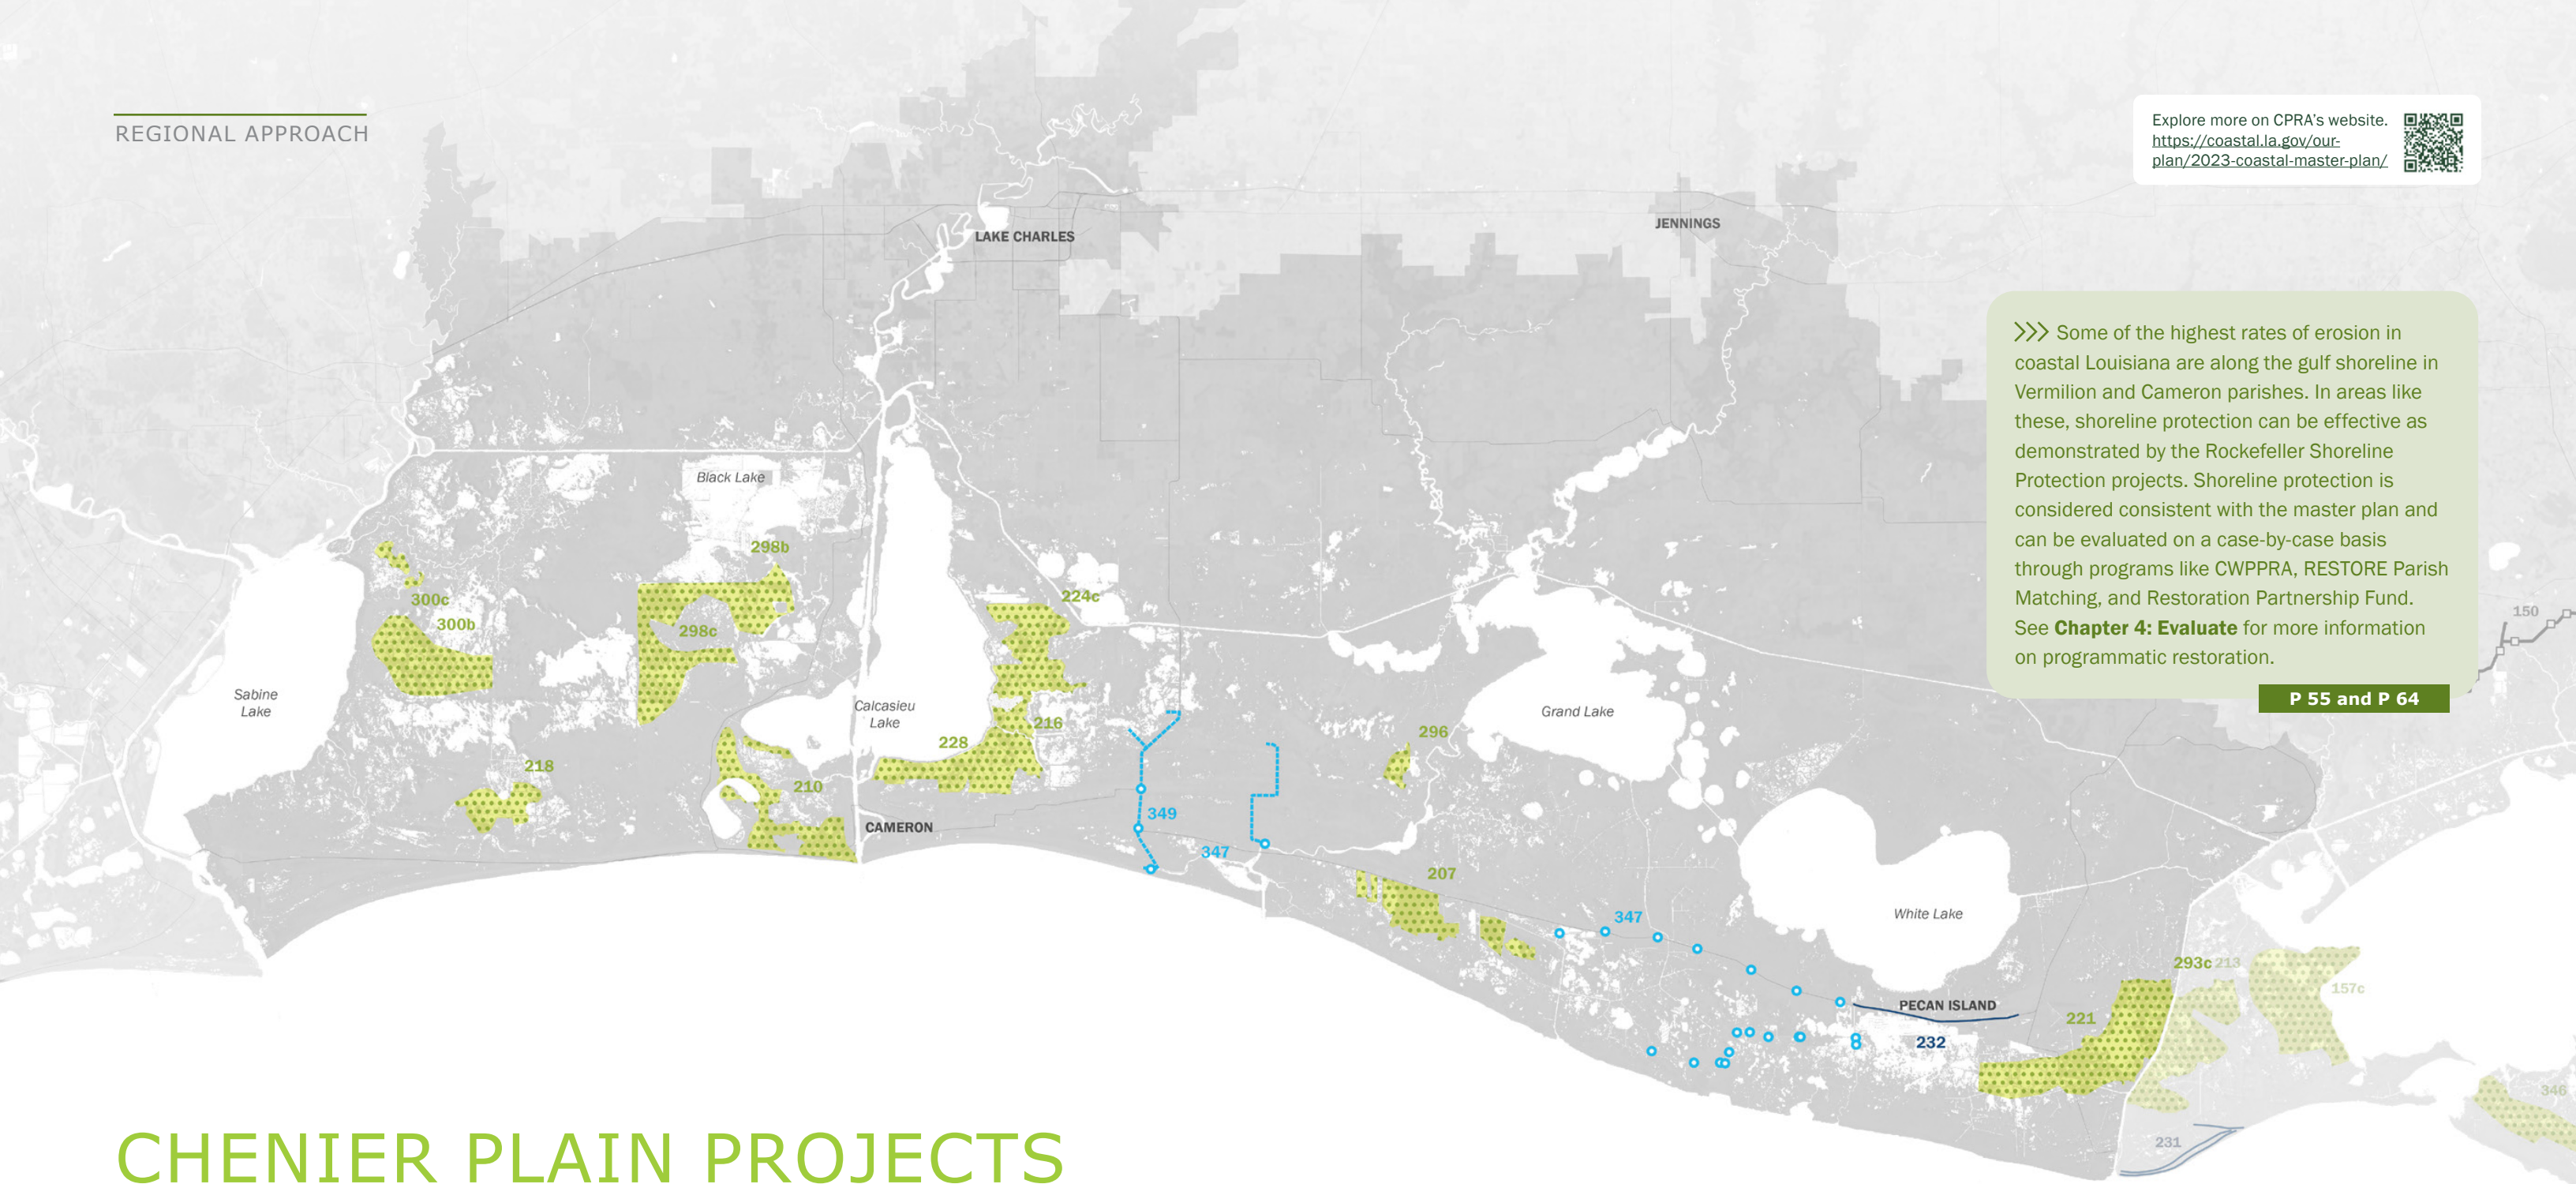 REGIONAL APPROACH
Explore more on CPRA's website.
https://coastal.la.gov/our-
plan/2023-coastal-master-plan/
LAKE CHARLES
JENNINGS
>>> Some of the highest rates of erosion in
coastal Louisiana are along the gulf shoreline in
Vermilion and Cameron parishes. In areas like
these, shoreline protection can be effective as
demonstrated by the Rockefeller Shoreline
Protection projects. Shoreline protection is
considered consistent with the master plan and
can be evaluated on a case-by-case basis
through programs like CWPPRA, RESTORE Parish
Matching, and Restoration Partnership Fund.
See Chapter 4: Evaluate for more information
on programmatic restoration.
P 55 and P 64
Black Lake
298b
300c
300b
298c
224c
150
Sabine
Lake
Calcasieu
Lake
216
228
Grand Lake
296
218
210
CAMERON
349
347
207
347
White Lake
293c
213
157c
PECAN ISLAND
221
232
346
231
CHENIER PLAIN PROJECTS